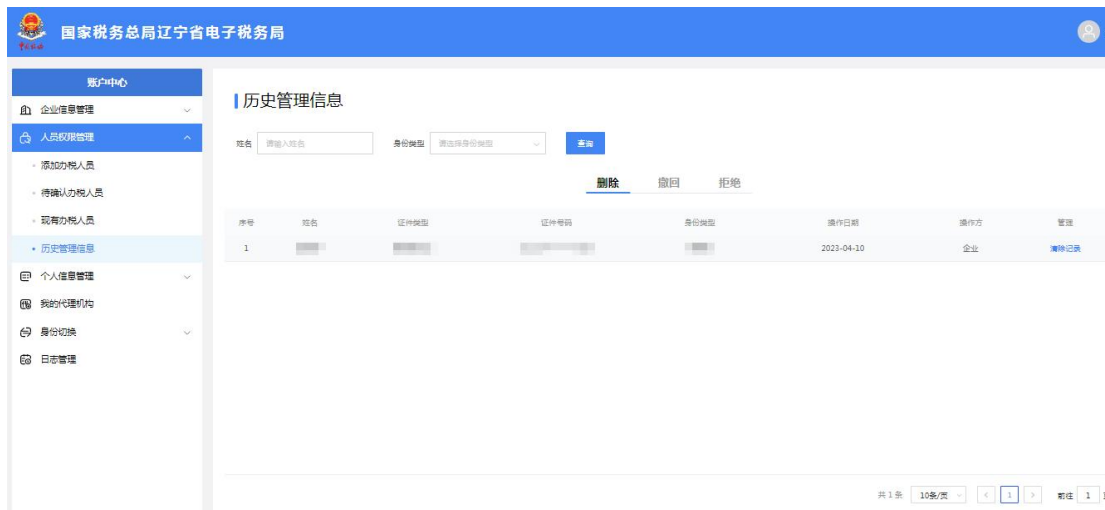 国家税务总局辽宁省电子税务局
账户中心
企业信息管理
人员权限管理
添加办税人员
待确认办税人员
现有办税人员
历史管理信息
个人信息管理
我的代理机构
身份切换
日志管理
历史管理信息
姓名 请输入姓名 身份类型 请选择身份类型 查询
删除 撤回 拒绝
序号 姓名 证件类型 证件号码 身份类型 操作日期 操作方 管理
1 2023-04-10 企业 清除记录
共1条 10条/页 < 1 > 前往 1